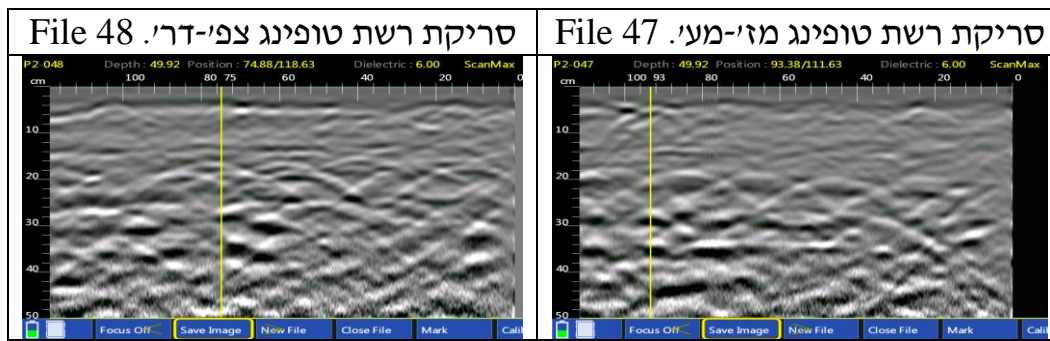 סריקת רשת טופינג מז׳-מע׳. File 47
סריקת רשת טופינג צפ׳-דר׳. File 48
P2-048 Depth : 49.92 Position : 74.88/118.63 Dielectric : 6.00 ScanMax
cm 100 80 75 60 40 20 0
10
20
30
40
50
Focus Off Save Image New File Close File Mark Cali
P2-047 Depth : 49.92 Position : 93.38/111.63 Dielectric : 6.00 ScanMax
cm 100 93 80 60 40 20 0
10
20
30
40
50
Focus Off Save Image New File Close File Mark Cali